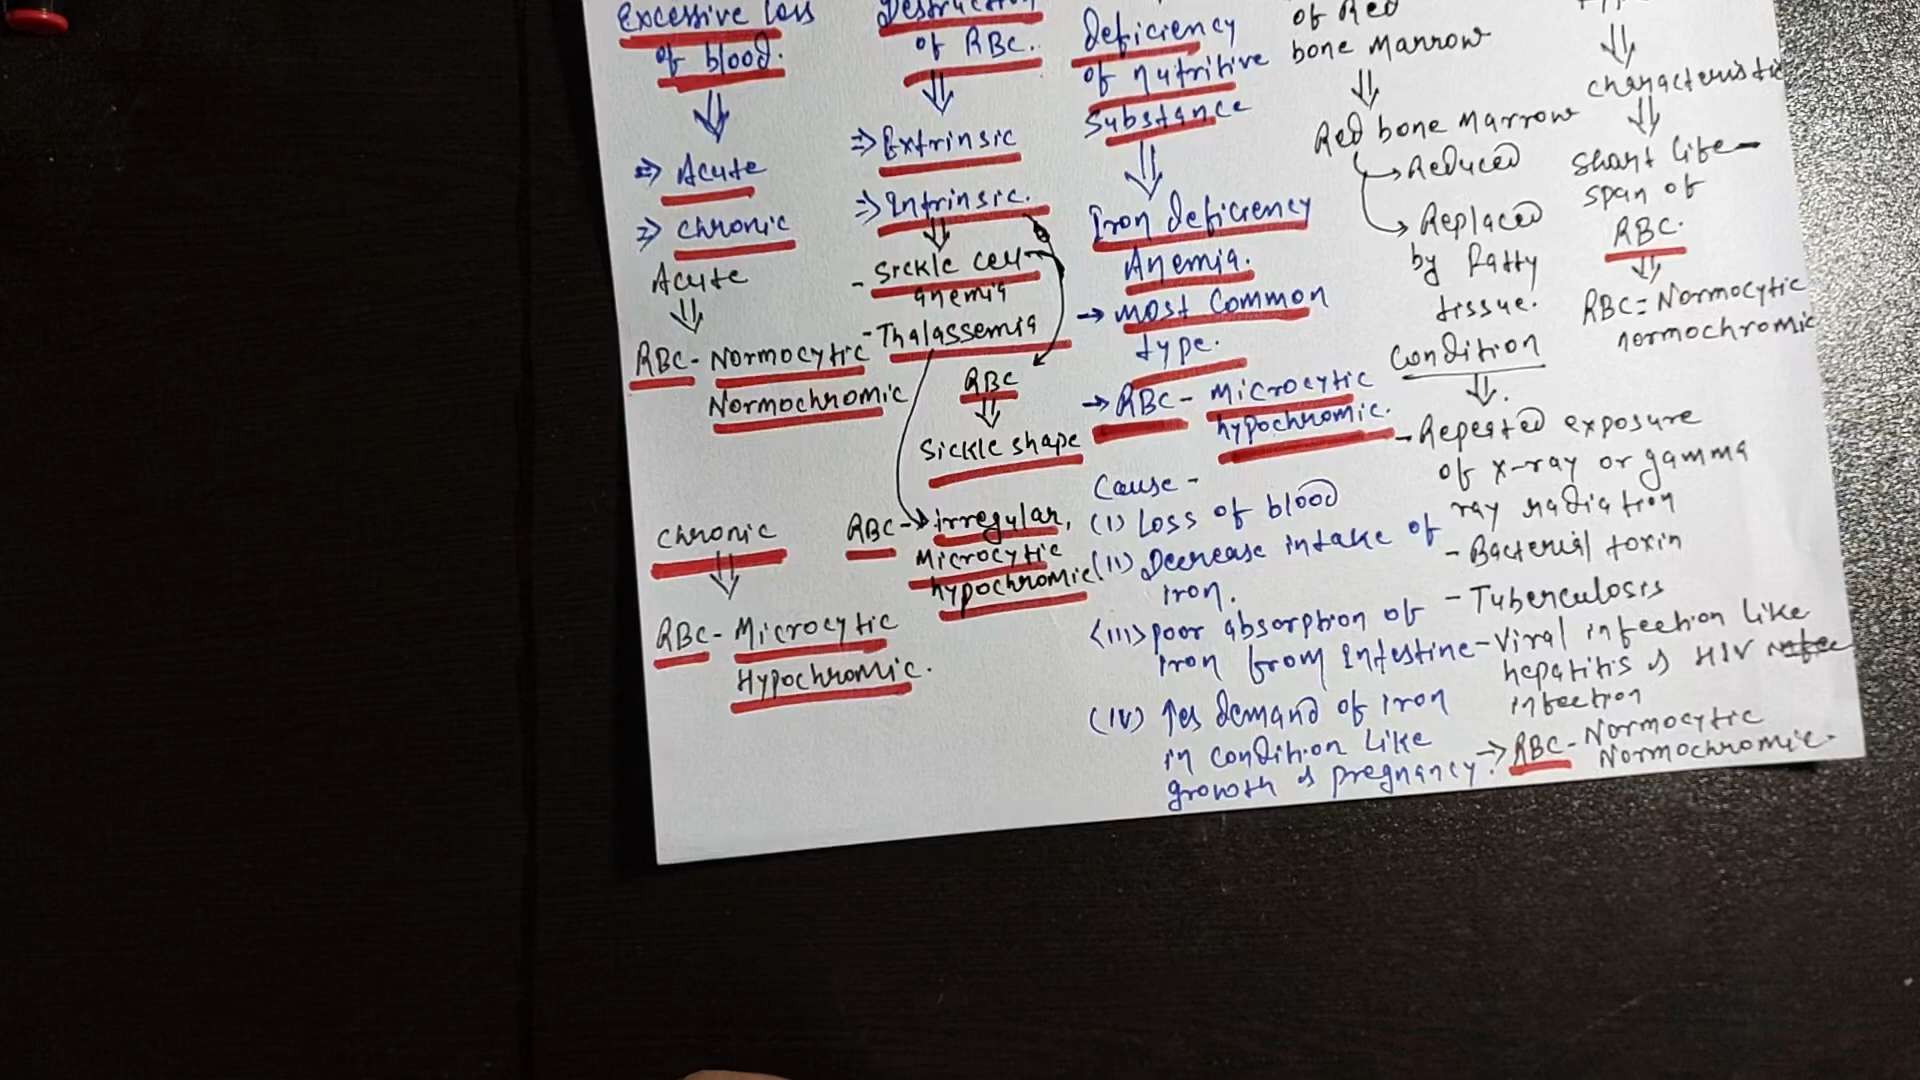 Excessive loss
of blood.
⇒ Acute
⇒ chronic
Acute
RBC - Normocytic
Normochromic
chronic
RBC - Microcytic
Hypochromic.
Destruction
of RBC.
⇒ Extrinsic
⇒ Intrinsic.
- Sickle cell
anemia
- Thalassemia
RBC
Sickle shape
RBC → irregular,
Microcytic
hypochromic
deficiency
of nutritive
Substance
Iron deficiency
Anemia.
→ most Common
type.
→ RBC - Microcytic
hypochromic.
Cause -
(I) Loss of blood
(II) Decrease intake of
iron.
(III) poor absorption of
iron from Intestine
(IV) ↑es demand of iron
in condition like
growth & pregnancy.
of Red
bone Marrow
Red bone Marrow
→ Reduced
→ Replaced
by Fatty
tissue.
Condition
- Repested exposure
of x-ray or gamma
ray radiation
- Bacterial toxin
- Tuberculosis
- Viral infection like
hepatitis & HIV
infection
→ RBC - Normocytic
Normochromic.
characteristic
short life-
span of
RBC.
RBC = Normocytic
normochromic